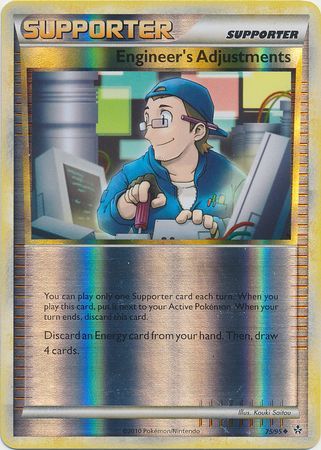 SUPPORTER
SUPPORTER
Engineer's Adjustments
You can play only one Supporter card each turn. When you
play this card, put it next to your Active Pokémon. When your
turn ends, discard this card.
Discard an Energy card from your hand. Then, draw
4 cards.
Illus. Kouki Saitou
©2010 Pokémon/Nintendo
75/95